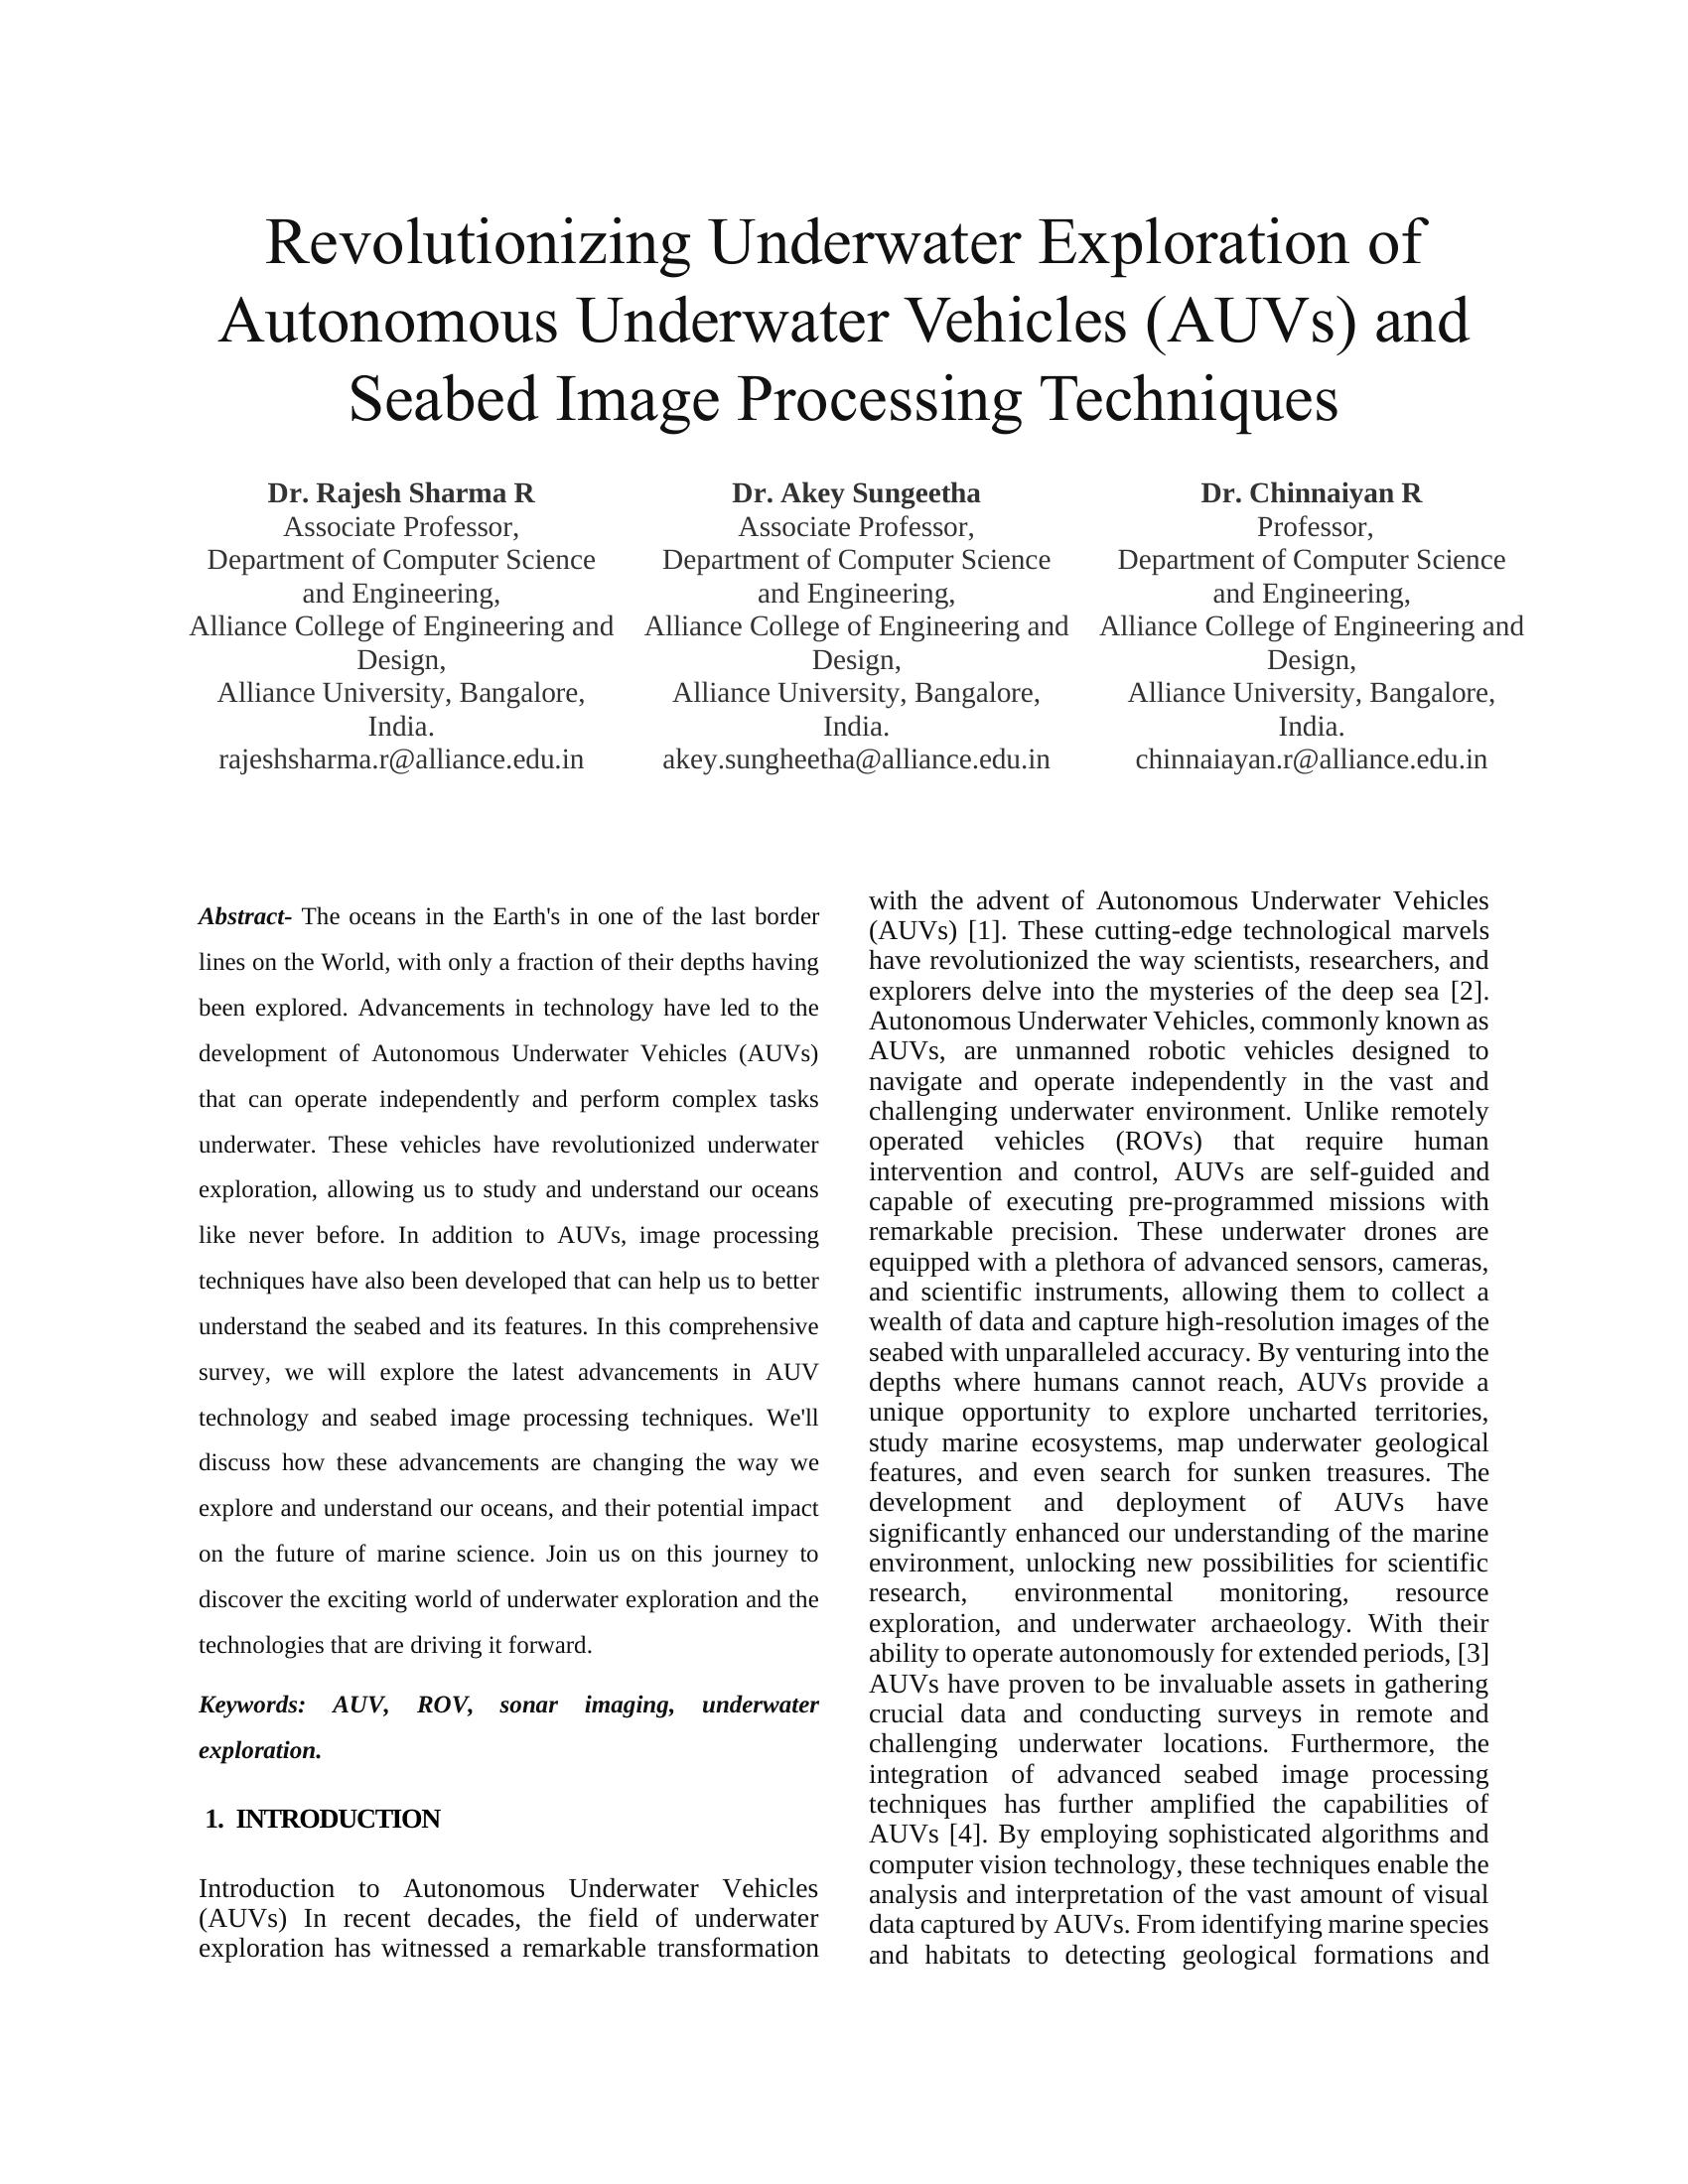 Revolutionizing Underwater Exploration of
Autonomous Underwater Vehicles (AUVs) and
Seabed Image Processing Techniques
Dr. Rajesh Sharma R
Associate Professor,
Department of Computer Science
and Engineering,
Alliance College of Engineering and
Design,
Alliance University, Bangalore,
India.
rajeshsharma.r@alliance.edu.in
Dr. Akey Sungeetha
Associate Professor,
Department of Computer Science
and Engineering,
Alliance College of Engineering and
Design,
Alliance University, Bangalore,
India.
akey.sungheetha@alliance.edu.in
Dr. Chinnaiyan R
Professor,
Department of Computer Science
and Engineering,
Alliance College of Engineering and
Design,
Alliance University, Bangalore,
India.
chinnaiayan.r@alliance.edu.in
Abstract- The oceans in the Earth's in one of the last border
lines on the World, with only a fraction of their depths having
been explored. Advancements in technology have led to the
development of Autonomous Underwater Vehicles (AUVs)
that can operate independently and perform complex tasks
underwater. These vehicles have revolutionized underwater
exploration, allowing us to study and understand our oceans
like never before. In addition to AUVs, image processing
techniques have also been developed that can help us to better
understand the seabed and its features. In this comprehensive
survey, we will explore the latest advancements in AUV
technology and seabed image processing techniques. We'll
discuss how these advancements are changing the way we
explore and understand our oceans, and their potential impact
on the future of marine science. Join us on this journey to
discover the exciting world of underwater exploration and the
technologies that are driving it forward.
Keywords: AUV, ROV, sonar imaging, underwater
exploration.
1. INTRODUCTION
Introduction to Autonomous Underwater Vehicles
(AUVs) In recent decades, the field of underwater
exploration has witnessed a remarkable transformation
with the advent of Autonomous Underwater Vehicles
(AUVs) [1]. These cutting-edge technological marvels
have revolutionized the way scientists, researchers, and
explorers delve into the mysteries of the deep sea [2].
Autonomous Underwater Vehicles, commonly known as
AUVs, are unmanned robotic vehicles designed to
navigate and operate independently in the vast and
challenging underwater environment. Unlike remotely
operated vehicles (ROVs) that require human
intervention and control, AUVs are self-guided and
capable of executing pre-programmed missions with
remarkable precision. These underwater drones are
equipped with a plethora of advanced sensors, cameras,
and scientific instruments, allowing them to collect a
wealth of data and capture high-resolution images of the
seabed with unparalleled accuracy. By venturing into the
depths where humans cannot reach, AUVs provide a
unique opportunity to explore uncharted territories,
study marine ecosystems, map underwater geological
features, and even search for sunken treasures. The
development and deployment of AUVs have
significantly enhanced our understanding of the marine
environment, unlocking new possibilities for scientific
research, environmental monitoring, resource
exploration, and underwater archaeology. With their
ability to operate autonomously for extended periods, [3]
AUVs have proven to be invaluable assets in gathering
crucial data and conducting surveys in remote and
challenging underwater locations. Furthermore, the
integration of advanced seabed image processing
techniques has further amplified the capabilities of
AUVs [4]. By employing sophisticated algorithms and
computer vision technology, these techniques enable the
analysis and interpretation of the vast amount of visual
data captured by AUVs. From identifying marine species
and habitats to detecting geological formations and